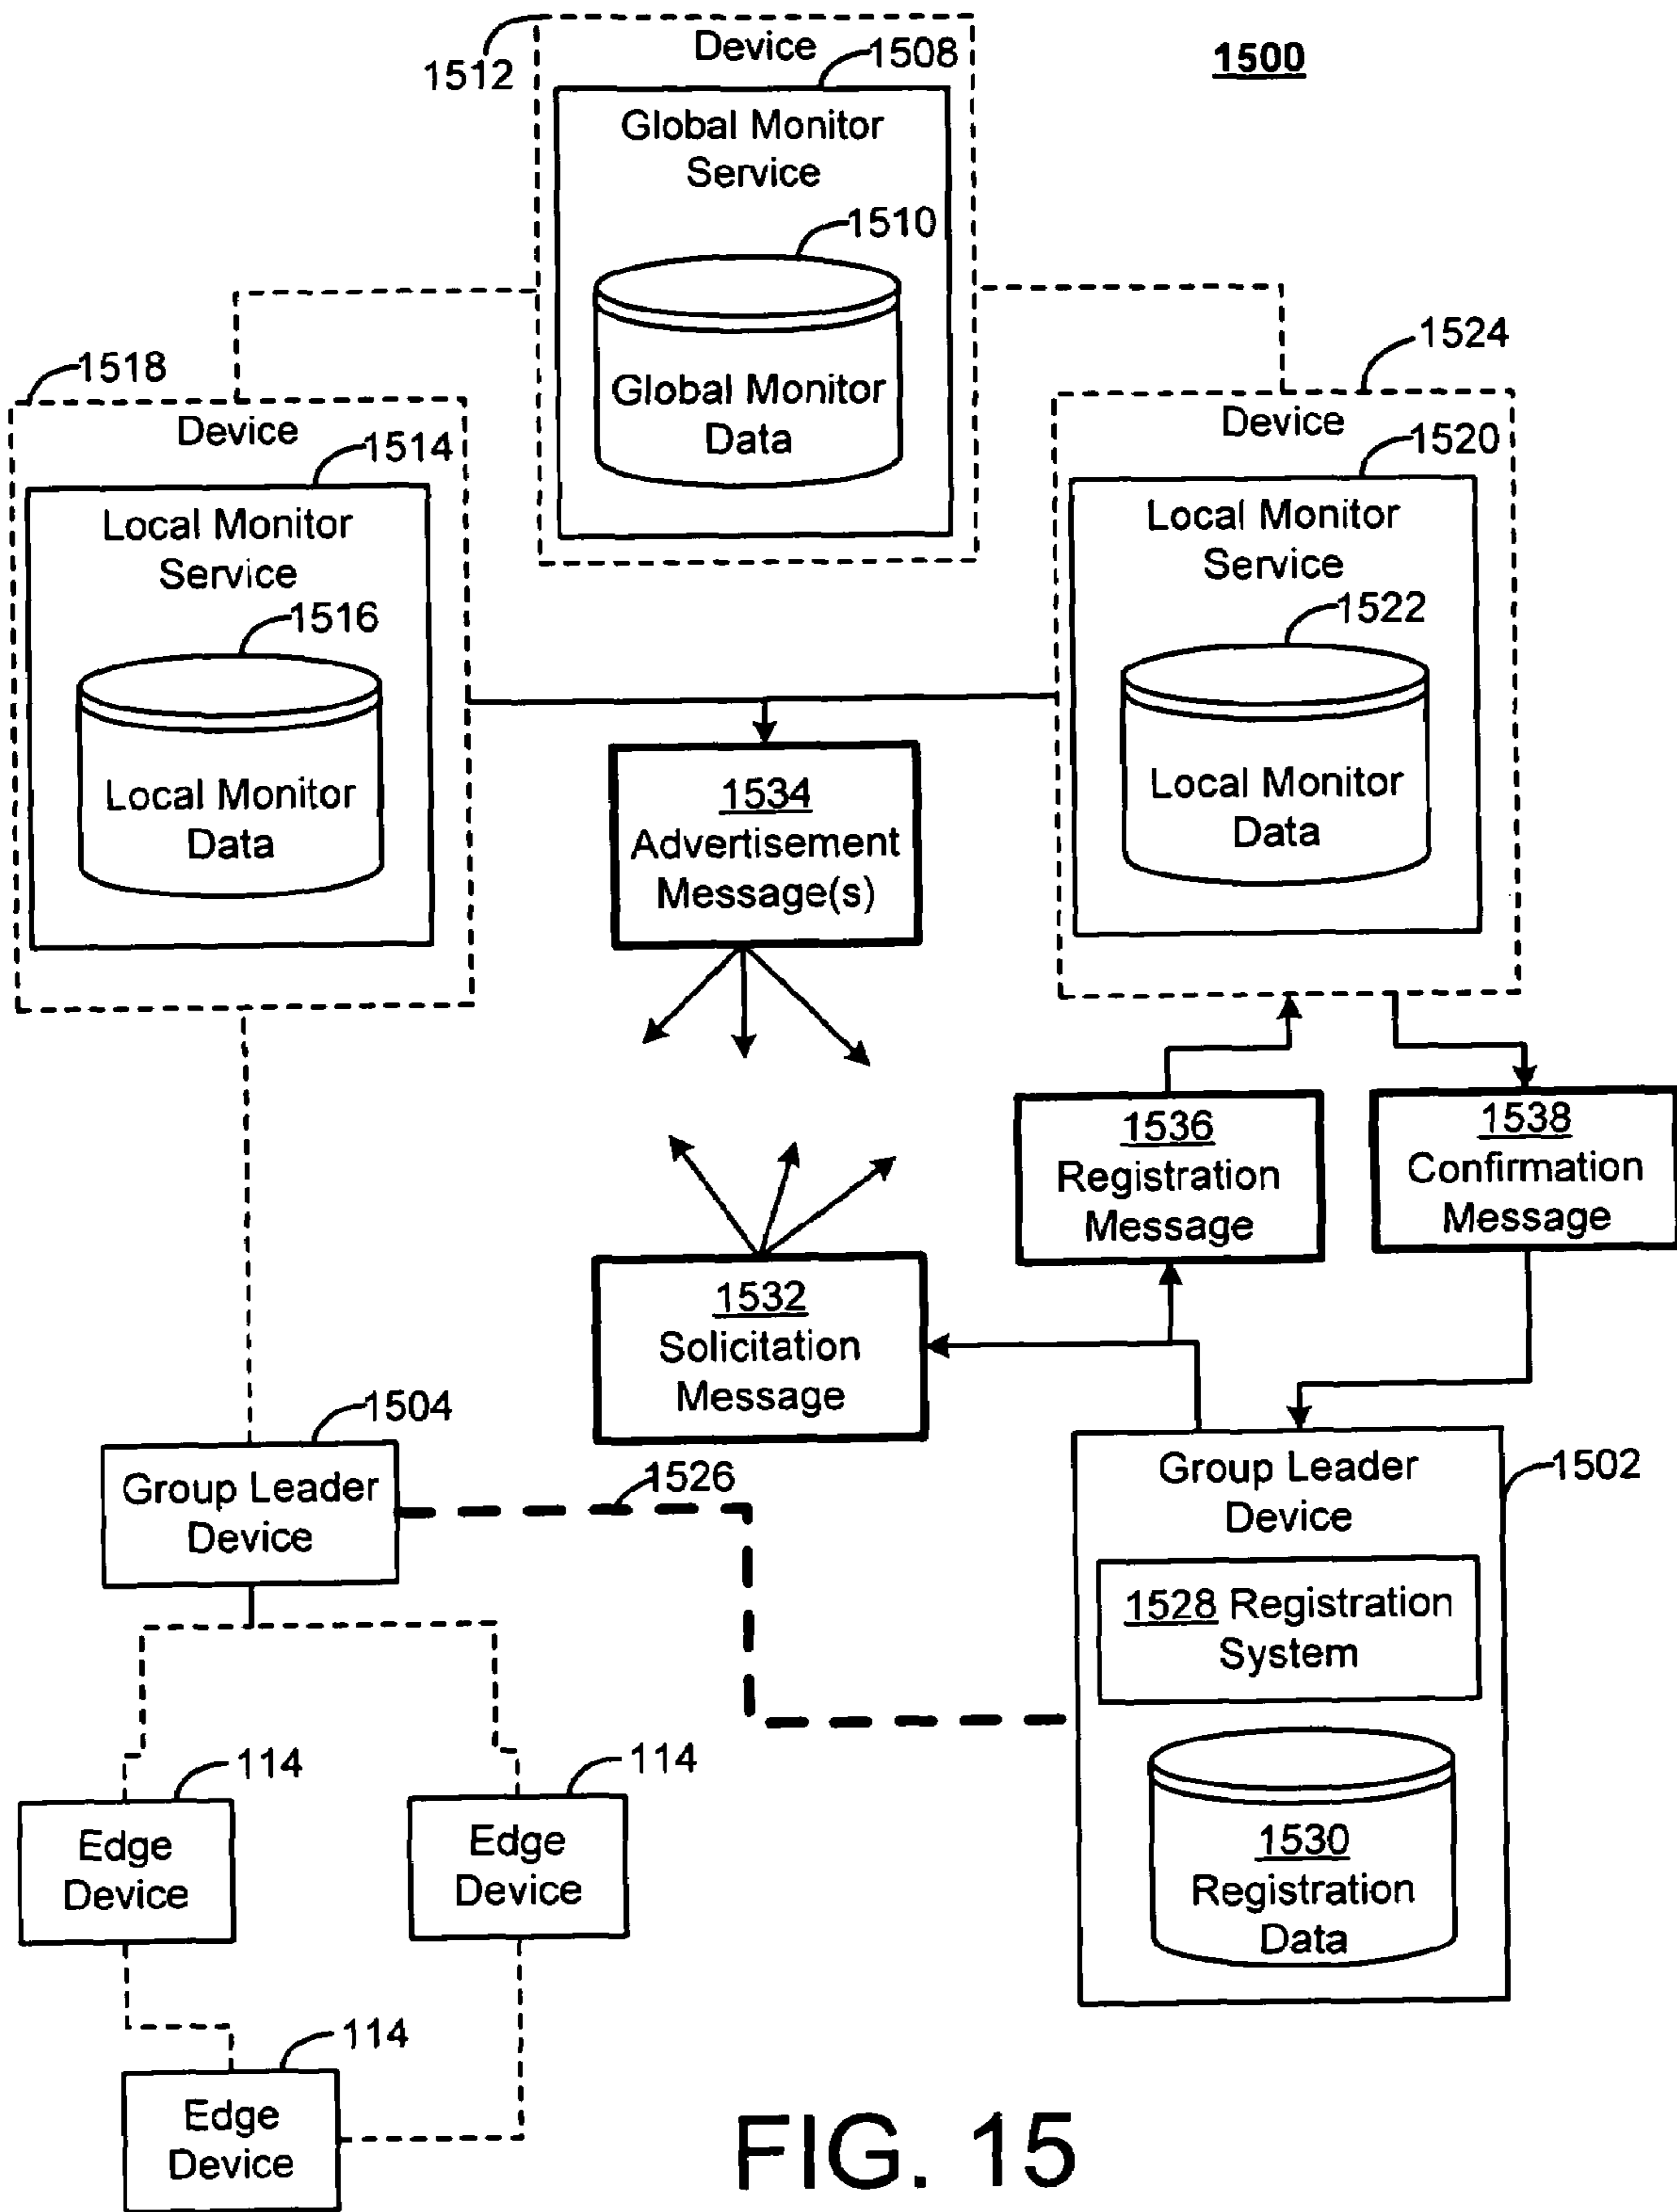 1500
1512
Device
1508
Global Monitor
Service
1510
Global Monitor
Data
1518
Device
1514
Local Monitor
Service
1516
Local Monitor
Data
1524
Device
1520
Local Monitor
Service
1522
Local Monitor
Data
1534
Advertisement
Message(s)
1536
Registration
Message
1538
Confirmation
Message
1532
Solicitation
Message
1504
Group Leader
Device
1526
1502
Group Leader
Device
1528 Registration
System
1530
Registration
Data
114
Edge
Device
114
Edge
Device
114
Edge
Device
FIG. 15